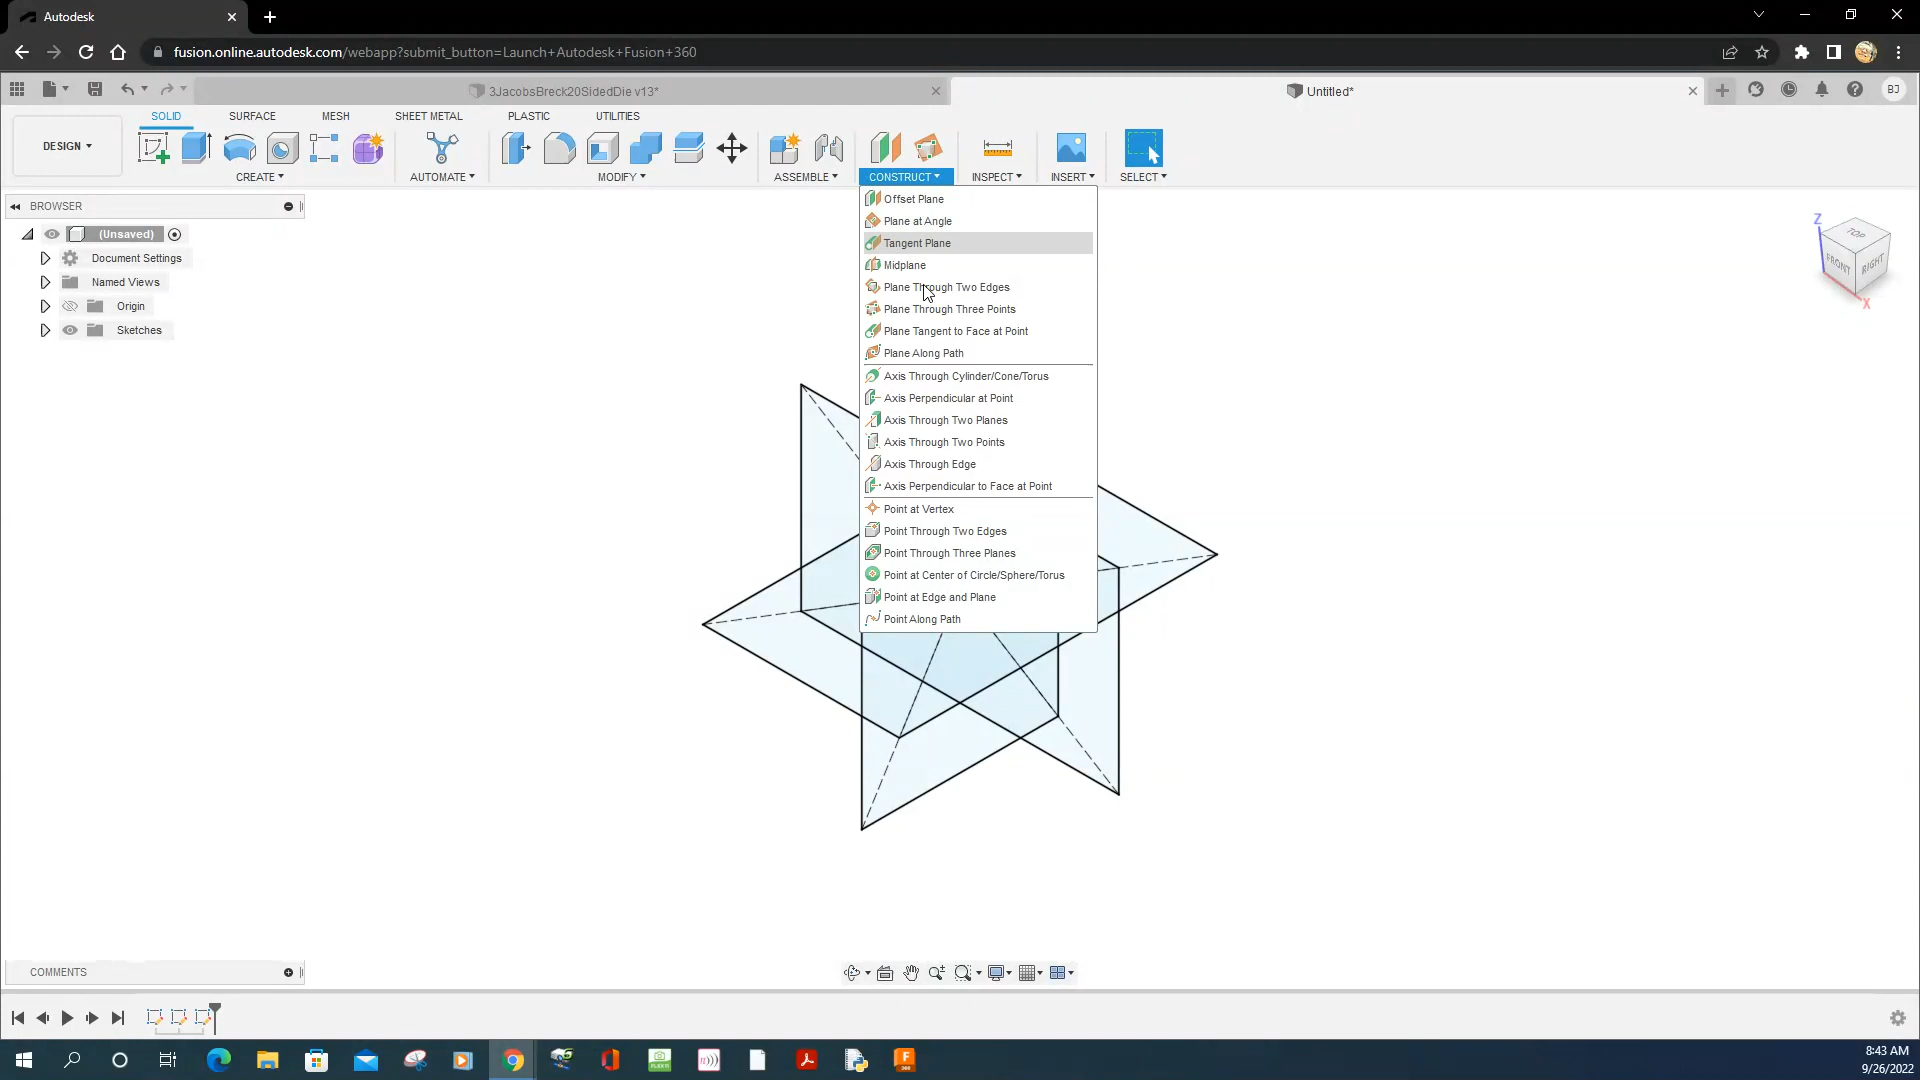 Autodesk
fusion.online.autodesk.com/webapp?submit_button=Launch+Autodesk+Fusion+360
3JacobsBreck20SidedDie v13*
Untitled*
BJ
DESIGN
SOLID
SURFACE
MESH
SHEET METAL
PLASTIC
UTILITIES
CREATE
AUTOMATE
MODIFY
ASSEMBLE
CONSTRUCT
INSPECT
INSERT
SELECT
BROWSER
(Unsaved)
Document Settings
Named Views
Origin
Sketches
Offset Plane
Plane at Angle
Tangent Plane
Midplane
Plane Through Two Edges
Plane Through Three Points
Plane Tangent to Face at Point
Plane Along Path
Axis Through Cylinder/Cone/Torus
Axis Perpendicular at Point
Axis Through Two Planes
Axis Through Two Points
Axis Through Edge
Axis Perpendicular to Face at Point
Point at Vertex
Point Through Two Edges
Point Through Three Planes
Point at Center of Circle/Sphere/Torus
Point at Edge and Plane
Point Along Path
Z
TOP
FRONT
RIGHT
X
COMMENTS
8:43 AM
9/26/2022